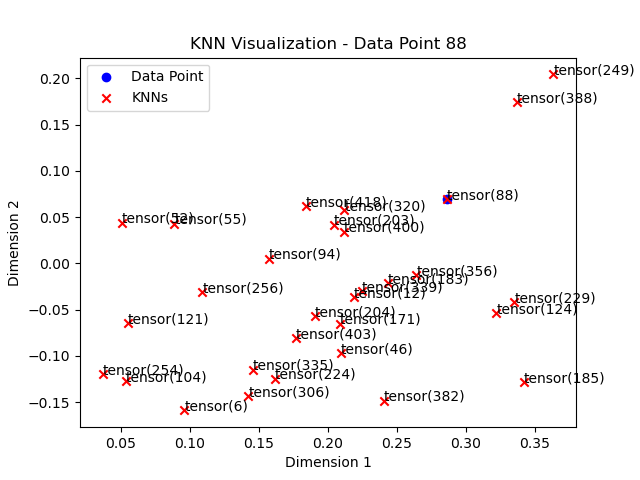 KNN Visualization - Data Point 88
Data Point
KNNs
tensor(249)
tensor(388)
tensor(88)
tensor(418)
tensor(320)
tensor(52)
tensor(55)
tensor(203)
tensor(400)
tensor(94)
tensor(356)
tensor(183)
tensor(256)
tensor(339)
tensor(12)
tensor(229)
tensor(124)
tensor(204)
tensor(121)
tensor(171)
tensor(403)
tensor(46)
tensor(335)
tensor(254)
tensor(104)
tensor(224)
tensor(185)
tensor(306)
tensor(382)
tensor(6)
0.20
0.15
0.10
0.05
0.00
−0.05
−0.10
−0.15
Dimension 2
0.05 0.10 0.15 0.20 0.25 0.30 0.35
Dimension 1